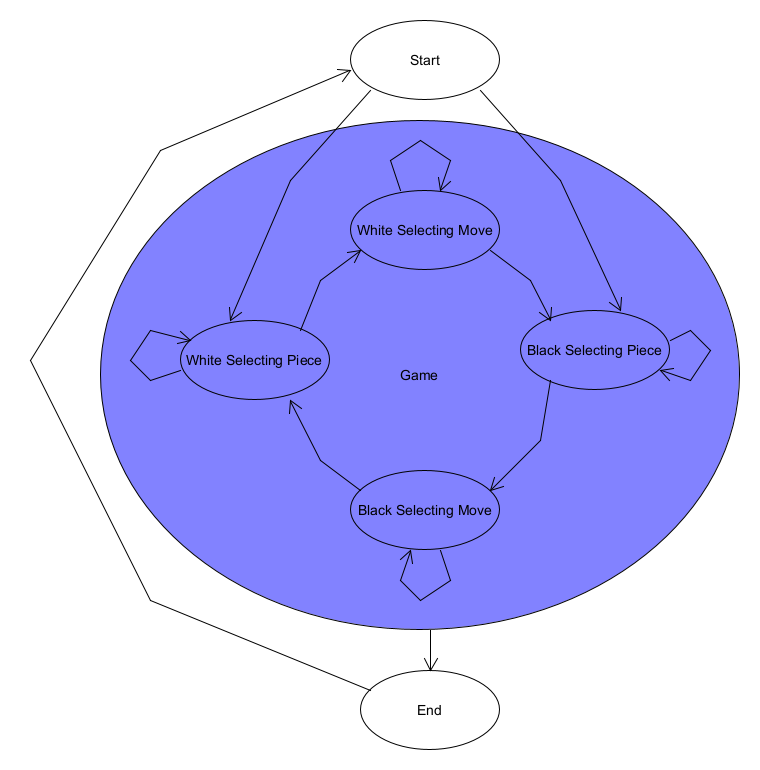 Start
White Selecting Move
White Selecting Piece
Black Selecting Piece
Game
Black Selecting Move
End